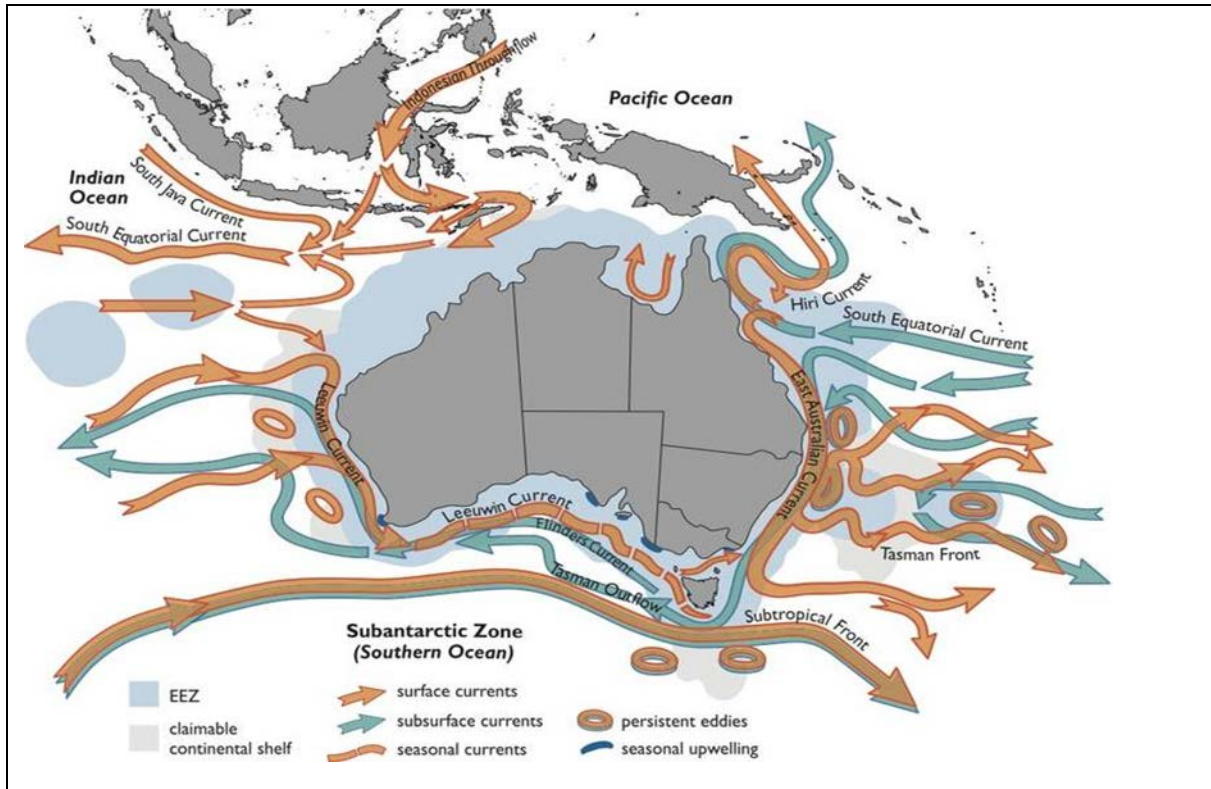 Indonesian Throughflow
Pacific Ocean
Indian
Ocean
South Java Current
South Equatorial Current
Hiri Current
South Equatorial Current
Leeuwin Current
East Australian Current
Leeuwin Current
Flinders Current
Tasman Outflow
Tasman Front
Subtropical Front
Subantarctic Zone
(Southern Ocean)
EEZ
claimable
continental shelf
surface currents
subsurface currents
seasonal currents
persistent eddies
seasonal upwelling